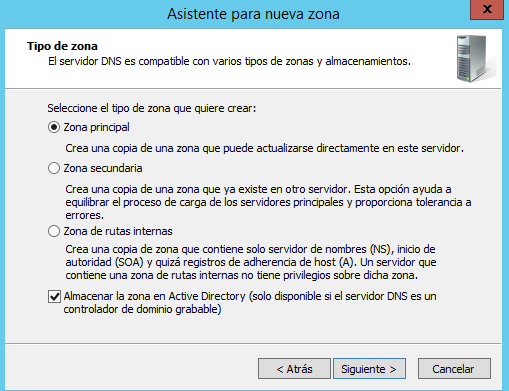 Asistente para nueva zona
x
Tipo de zona
El servidor DNS es compatible con varios tipos de zonas y almacenamientos.
Seleccione el tipo de zona que quiere crear:
Zona principal
Crea una copia de una zona que puede actualizarse directamente en este servidor.
Zona secundaria
Crea una copia de una zona que ya existe en otro servidor. Esta opción ayuda a
equilibrar el proceso de carga de los servidores principales y proporciona tolerancia a
errores.
Zona de rutas internas
Crea una copia de zona que contiene solo servidor de nombres (NS), inicio de
autoridad (SOA) y quizá registros de adherencia de host (A). Un servidor que
contiene una zona de rutas internas no tiene privilegios sobre dicha zona.
Almacenar la zona en Active Directory (solo disponible si el servidor DNS es un
controlador de dominio grabable)
< Atrás
Siguiente >
Cancelar